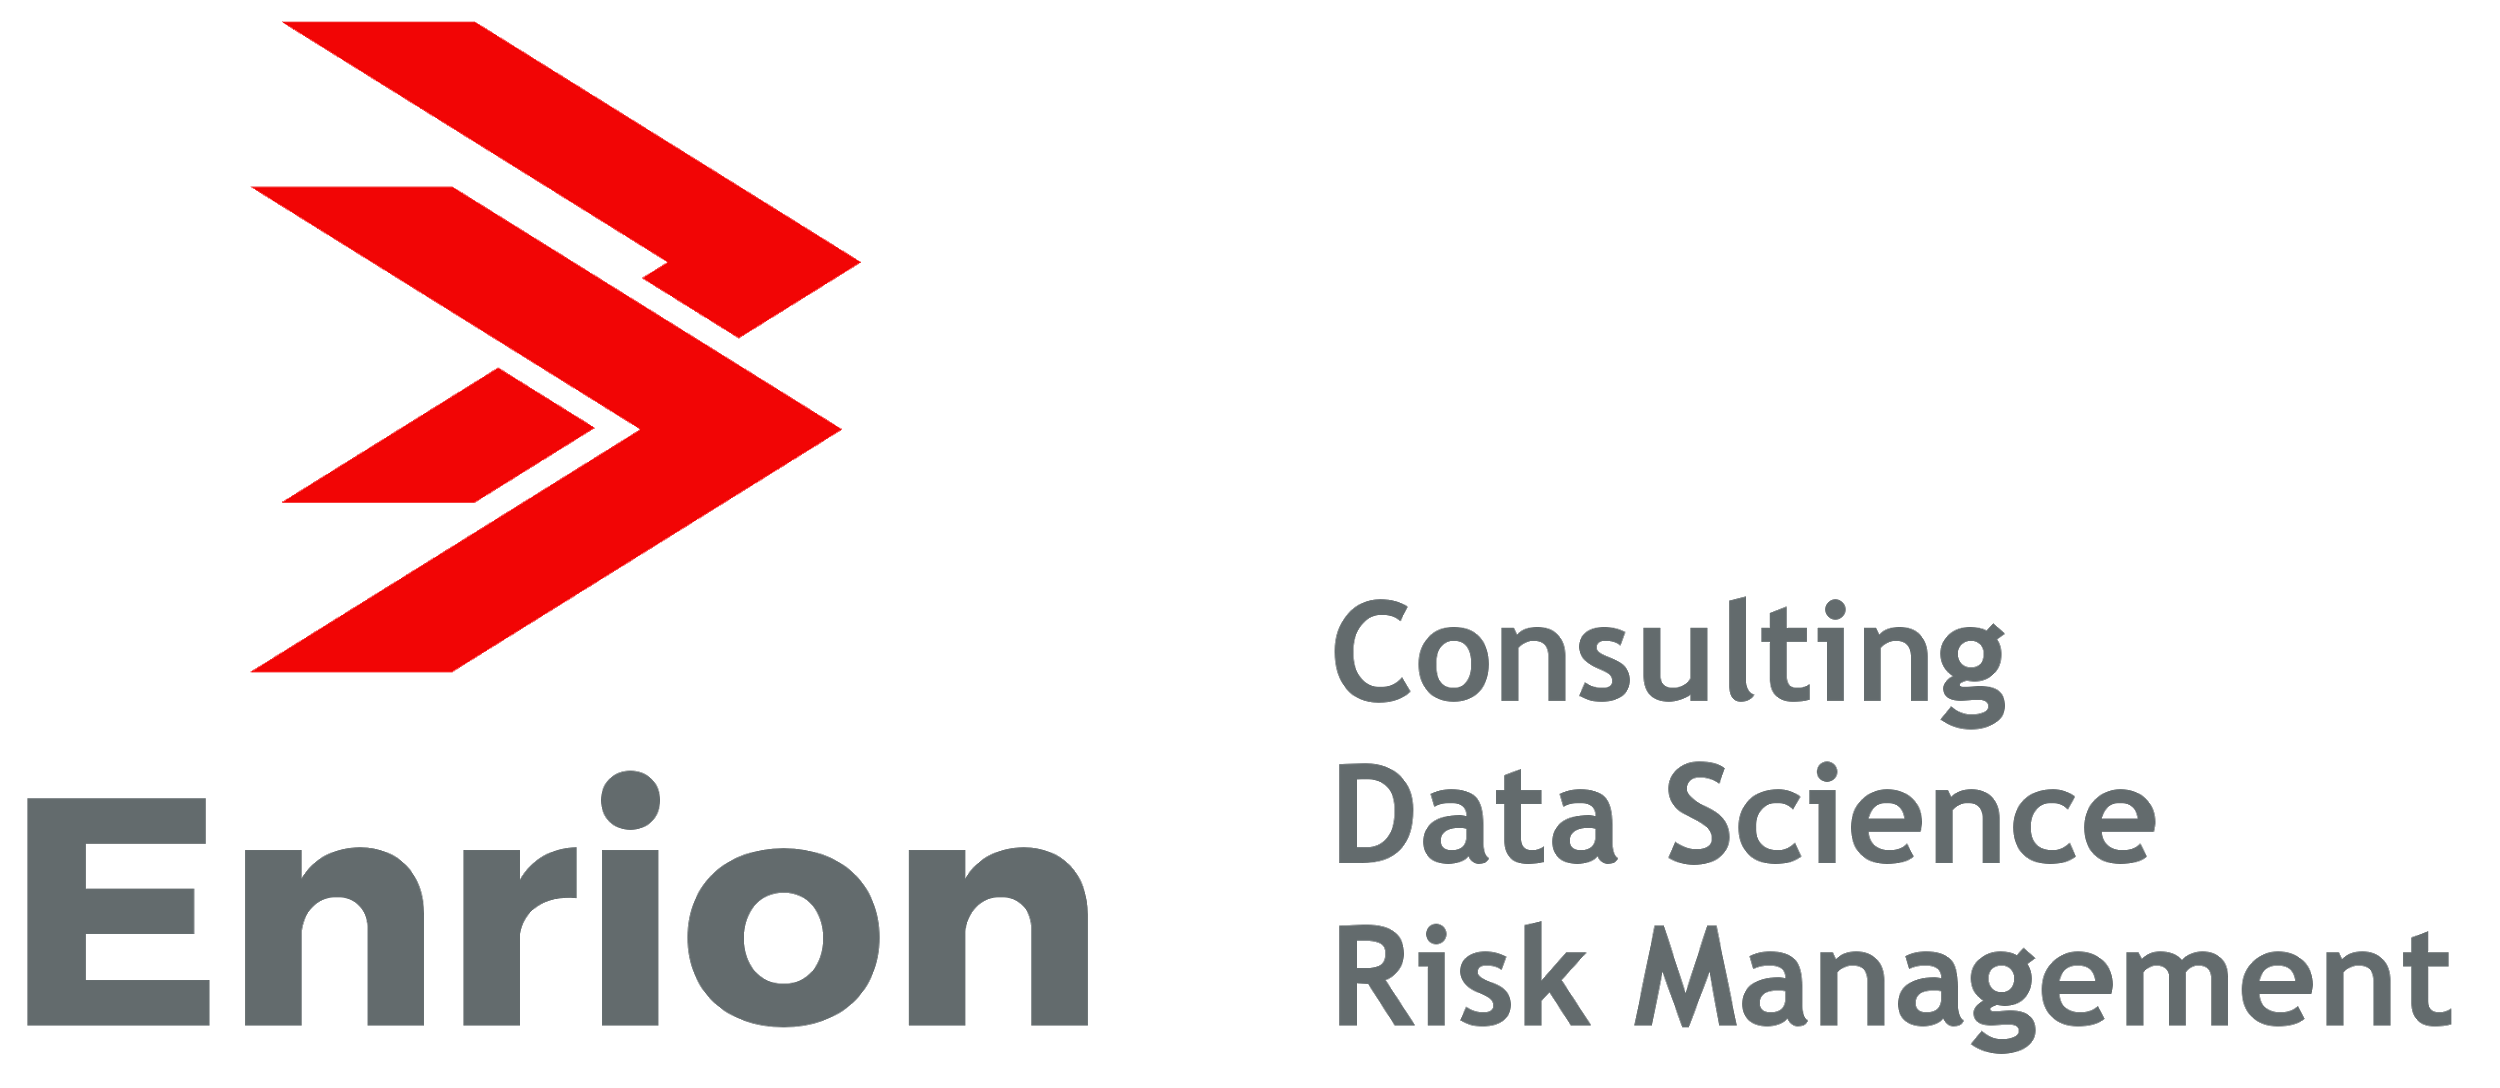 Enrion
Consulting
Data Science
Risk Management